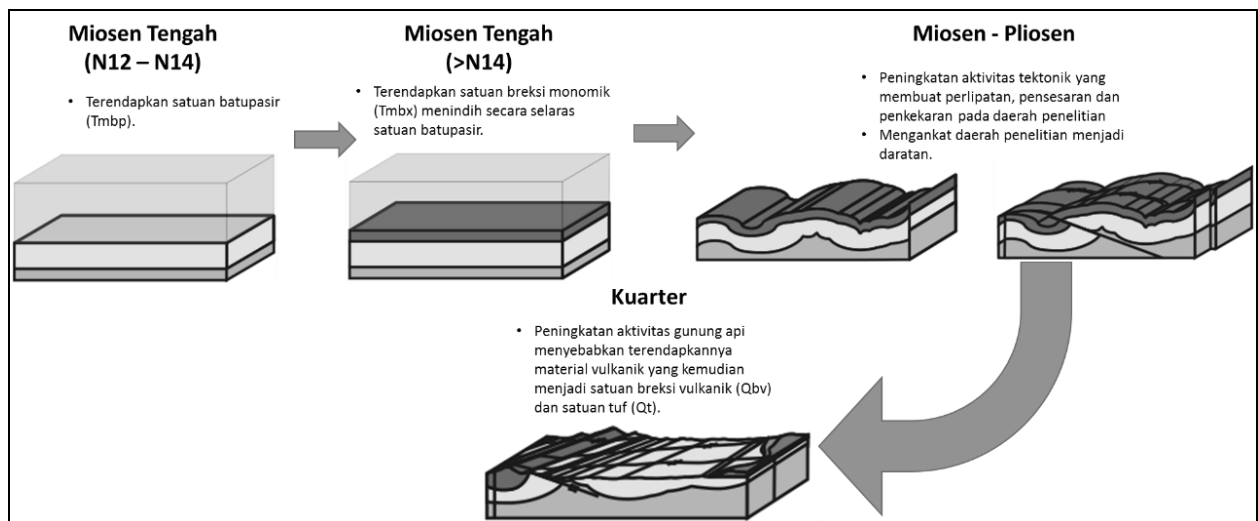 Miosen Tengah
(N12 – N14)
• Terendapkan satuan batupasir
(Tmbp).
Miosen Tengah
(>N14)
• Terendapkan satuan breksi monomik
(Tmbx) menindih secara selaras
satuan batupasir.
Miosen - Pliosen
• Peningkatan aktivitas tektonik yang
membuat perlipatan, pensesaran dan
penkekaran pada daerah penelitian
• Mengankat daerah penelitian menjadi
daratan.
Kuarter
• Peningkatan aktivitas gunung api
menyebabkan terendapkannya
material vulkanik yang kemudian
menjadi satuan breksi vulkanik (Qbv)
dan satuan tuf (Qt).